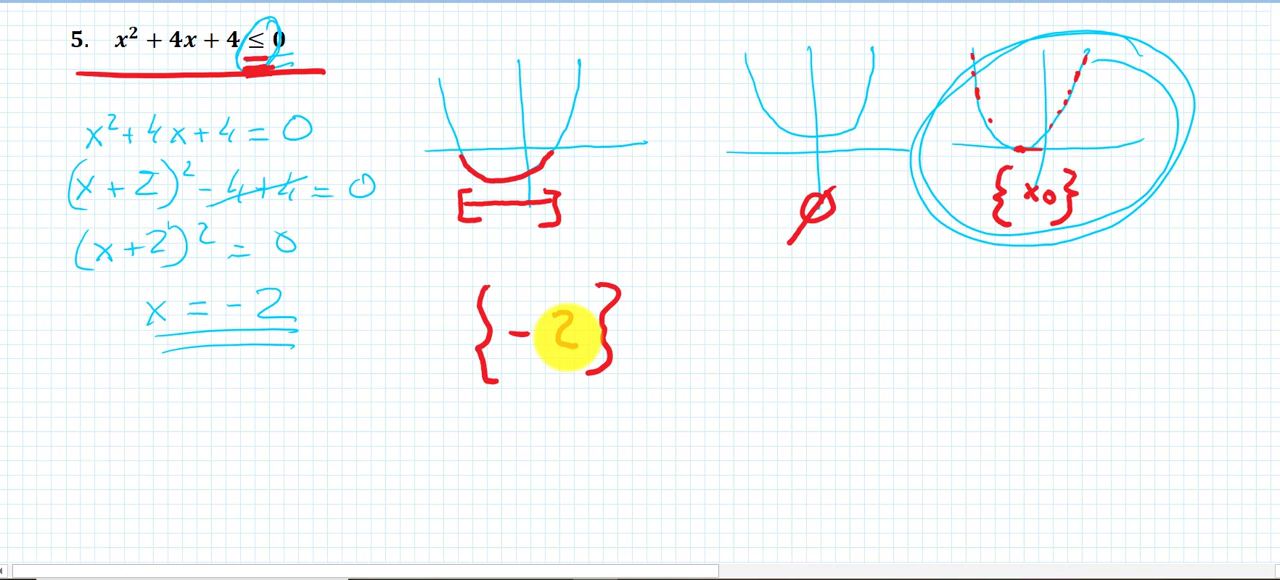 5. x² + 4x + 4 ≤ 0
x² + 4x + 4 = 0
(x + 2)² - 4 + 4 = 0
(x + 2)² = 0
x = -2
[ ]
∅
{x₀}
{-2}